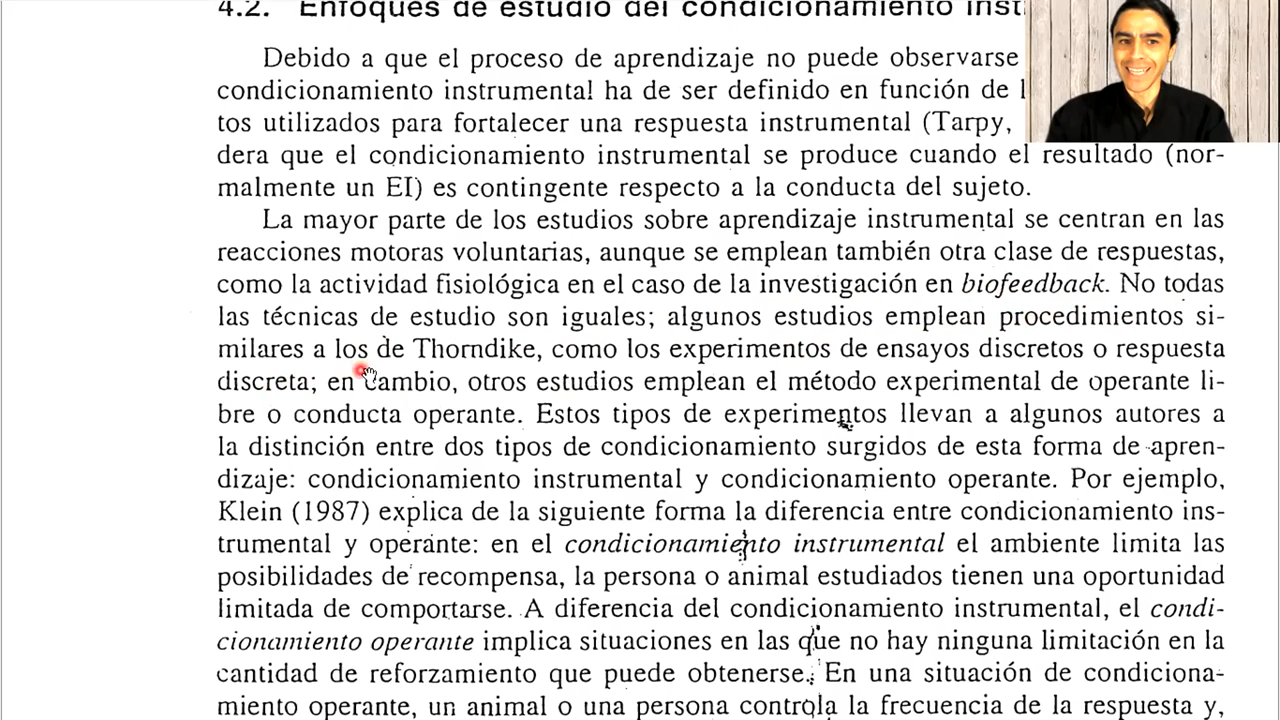 4.2. Enfoques de estudio del condicionamiento
Debido a que el proceso de aprendizaje no puede observarse
condicionamiento instrumental ha de ser definido en función de
tos utilizados para fortalecer una respuesta instrumental (Tarpy,
dera que el condicionamiento instrumental se produce cuando el resultado (nor-
malmente un EI) es contingente respecto a la conducta del sujeto.
La mayor parte de los estudios sobre aprendizaje instrumental se centran en las
reacciones motoras voluntarias, aunque se emplean también otra clase de respuestas,
como la actividad fisiológica en el caso de la investigación en biofeedback. No todas
las técnicas de estudio son iguales; algunos estudios emplean procedimientos si-
milares a los de Thorndike, como los experimentos de ensayos discretos o respuesta
discreta; en cambio, otros estudios emplean el método experimental de operante li-
bre o conducta operante. Estos tipos de experimentos llevan a algunos autores a
la distinción entre dos tipos de condicionamiento surgidos de esta forma de apren-
dizaje: condicionamiento instrumental y condicionamiento operante. Por ejemplo,
Klein (1987) explica de la siguiente forma la diferencia entre condicionamiento ins-
trumental y operante: en el condicionamiento instrumental el ambiente limita las
posibilidades de recompensa, la persona o animal estudiados tienen una oportunidad
limitada de comportarse. A diferencia del condicionamiento instrumental, el condi-
cionamiento operante implica situaciones en las que no hay ninguna limitación en la
cantidad de reforzamiento que puede obtenerse. En una situación de condiciona-
miento operante, un animal o una persona controla la frecuencia de la respuesta y,